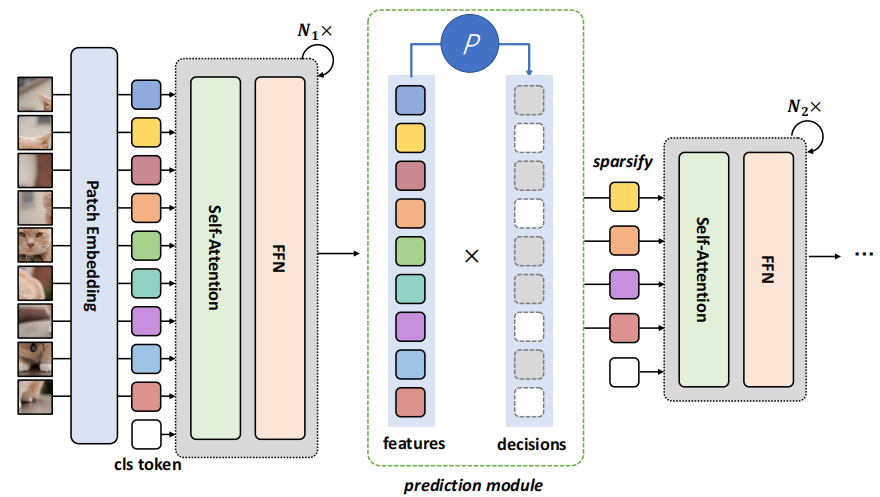 N₁×
P
N₂×
sparsify
Patch Embedding
Self-Attention
FFN
×
Self-Attention
FFN
...
features
decisions
cls token
prediction module